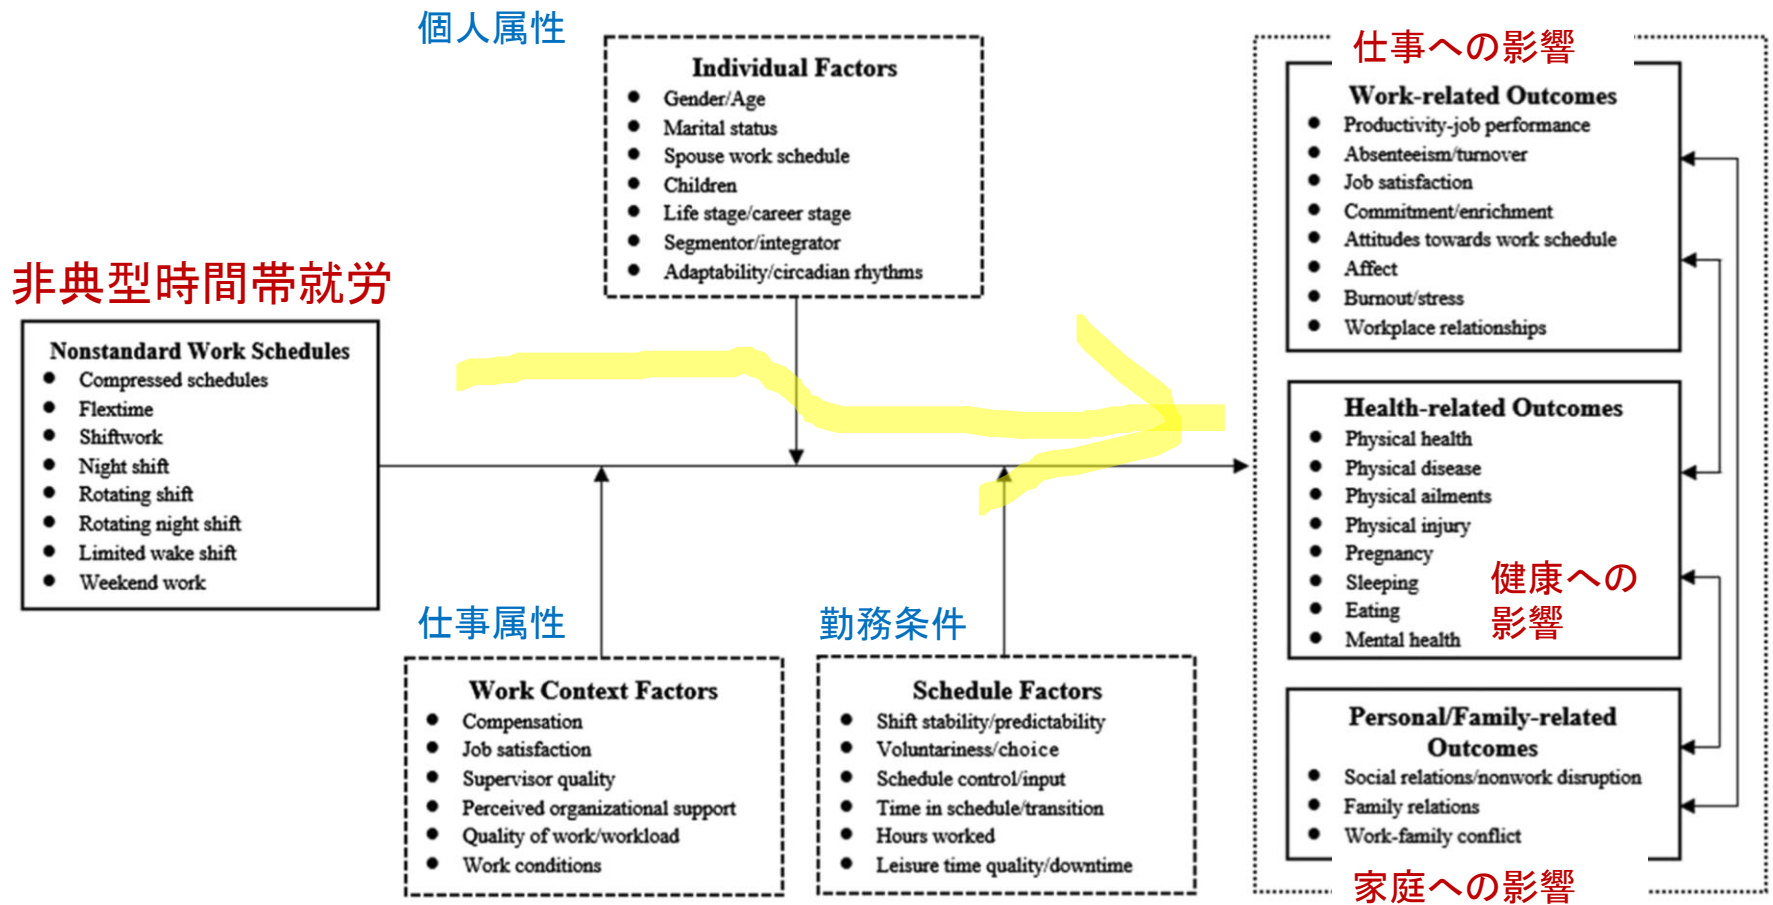 個人属性
Individual Factors
● Gender/Age
● Marital status
● Spouse work schedule
● Children
● Life stage/career stage
● Segmentor/integrator
● Adaptability/circadian rhythms
非典型時間帯就労
Nonstandard Work Schedules
● Compressed schedules
● Flextime
● Shiftwork
● Night shift
● Rotating shift
● Rotating night shift
● Limited wake shift
● Weekend work
仕事属性
Work Context Factors
● Compensation
● Job satisfaction
● Supervisor quality
● Perceived organizational support
● Quality of work/workload
● Work conditions
勤務条件
Schedule Factors
● Shift stability/predictability
● Voluntariness/choice
● Schedule control/input
● Time in schedule/transition
● Hours worked
● Leisure time quality/downtime
仕事への影響
Work-related Outcomes
● Productivity-job performance
● Absenteeism/turnover
● Job satisfaction
● Commitment/enrichment
● Attitudes towards work schedule
● Affect
● Burnout/stress
● Workplace relationships
Health-related Outcomes
● Physical health
● Physical disease
● Physical ailments
● Physical injury
● Pregnancy
● Sleeping
● Eating
● Mental health
健康への
影響
Personal/Family-related
Outcomes
● Social relations/nonwork disruption
● Family relations
● Work-family conflict
家庭への影響